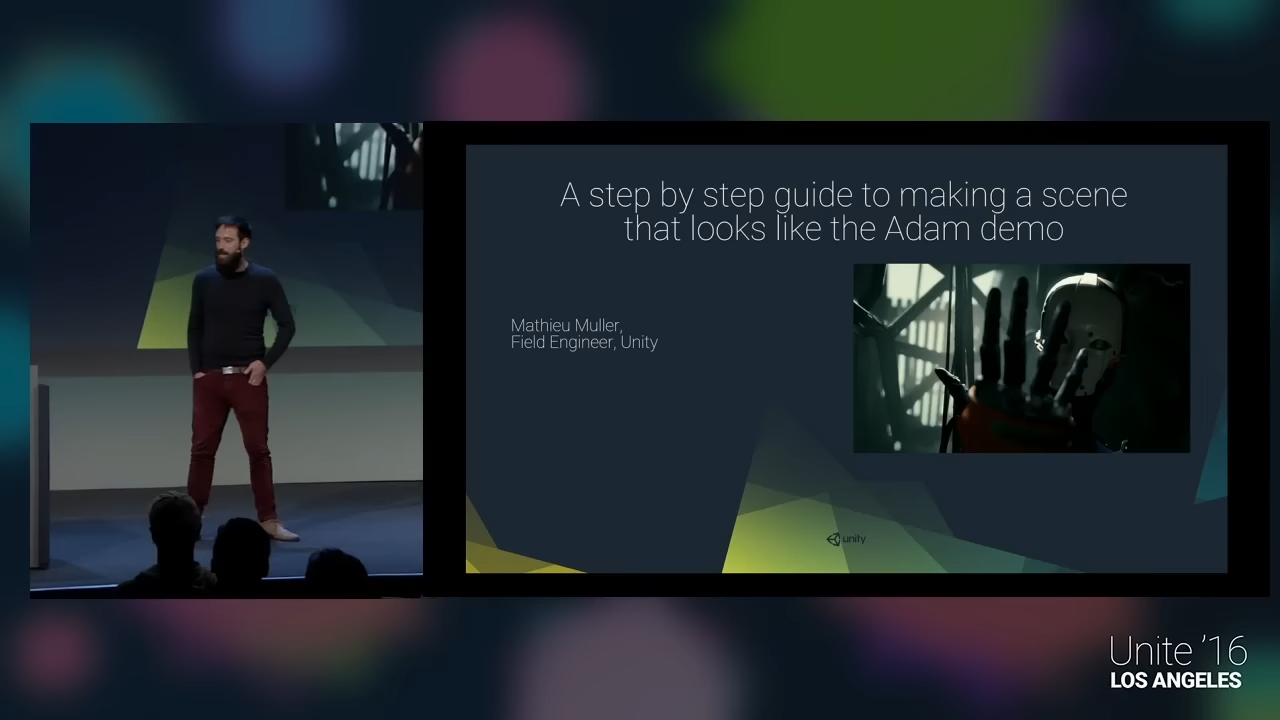 A step by step guide to making a scene
that looks like the Adam demo
Mathieu Muller,
Field Engineer, Unity
unity
Unite '16
LOS ANGELES